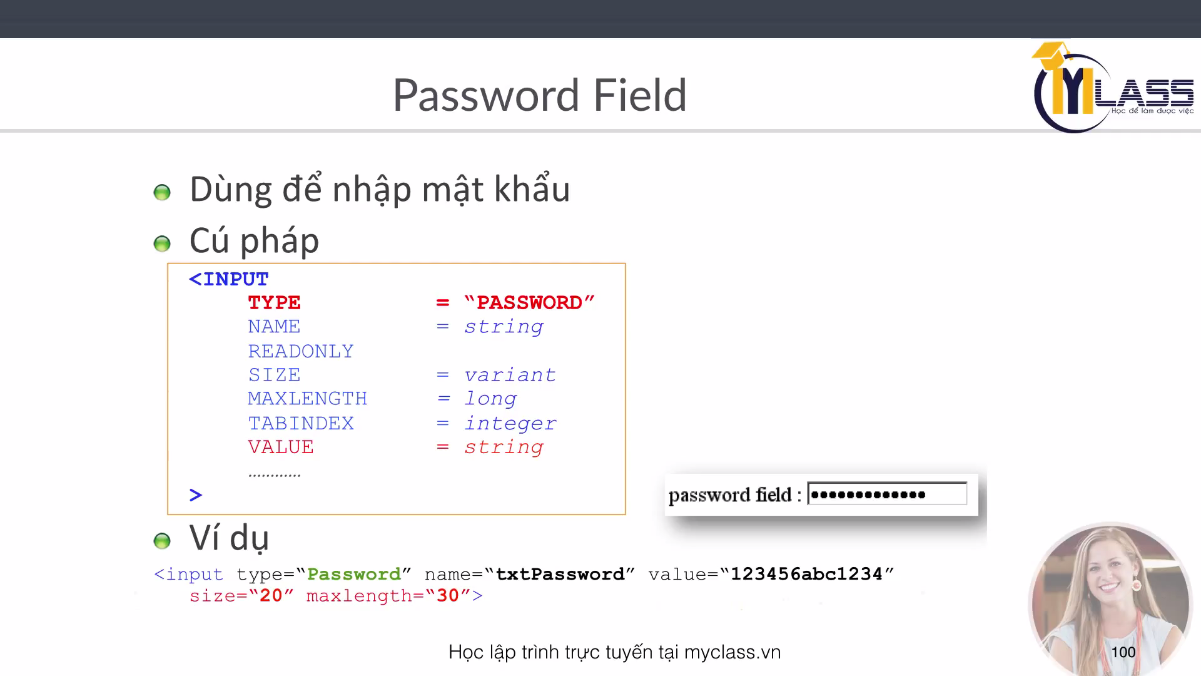 Password Field
MYLASS
Học để làm được việc
Dùng để nhập mật khẩu
Cú pháp
<INPUT
TYPE = “PASSWORD”
NAME = string
READONLY
SIZE = variant
MAXLENGTH = long
TABINDEX = integer
VALUE = string
…………
>
password field : •••••••••••••
Ví dụ
<input type=“Password” name=“txtPassword” value=“123456abc1234”
size=“20” maxlength=“30”>
Học lập trình trực tuyến tại myclass.vn
100